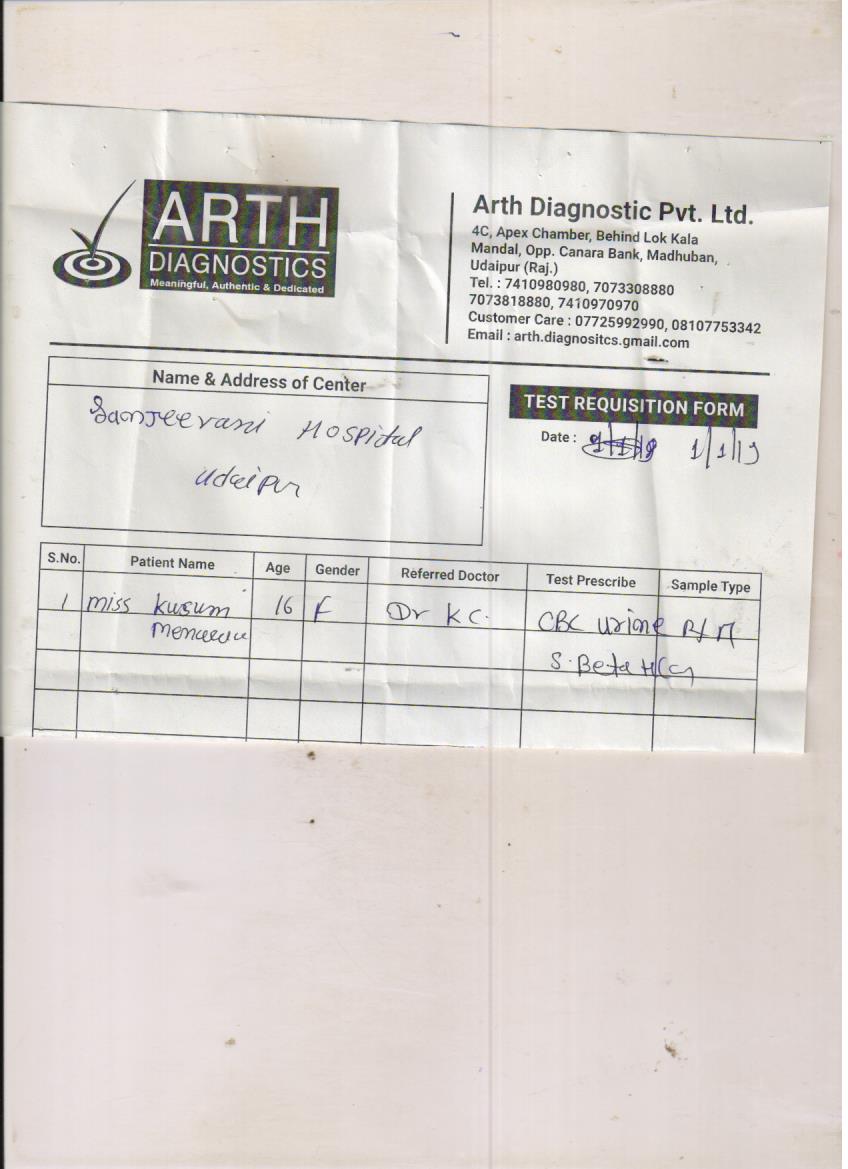 ARTH
DIAGNOSTICS
Meaningful, Authentic & Dedicated
Arth Diagnostic Pvt. Ltd.
4C, Apex Chamber, Behind Lok Kala
Mandal, Opp. Canara Bank, Madhuban,
Udaipur (Raj.)
Tel. : 7410980980, 7073308880
7073818880, 7410970970
Customer Care : 07725992990, 08107753342
Email : arth.diagnositcs.gmail.com
Name & Address of Center
Sanjeevani Hospital
Udaipur
TEST REQUISITION FORM
Date : 1/1/19
S.No. Patient Name Age Gender Referred Doctor Test Prescribe Sample Type
1 miss Kusum 16 F Dr K C. CBC urine R/M
S. Beta HCG